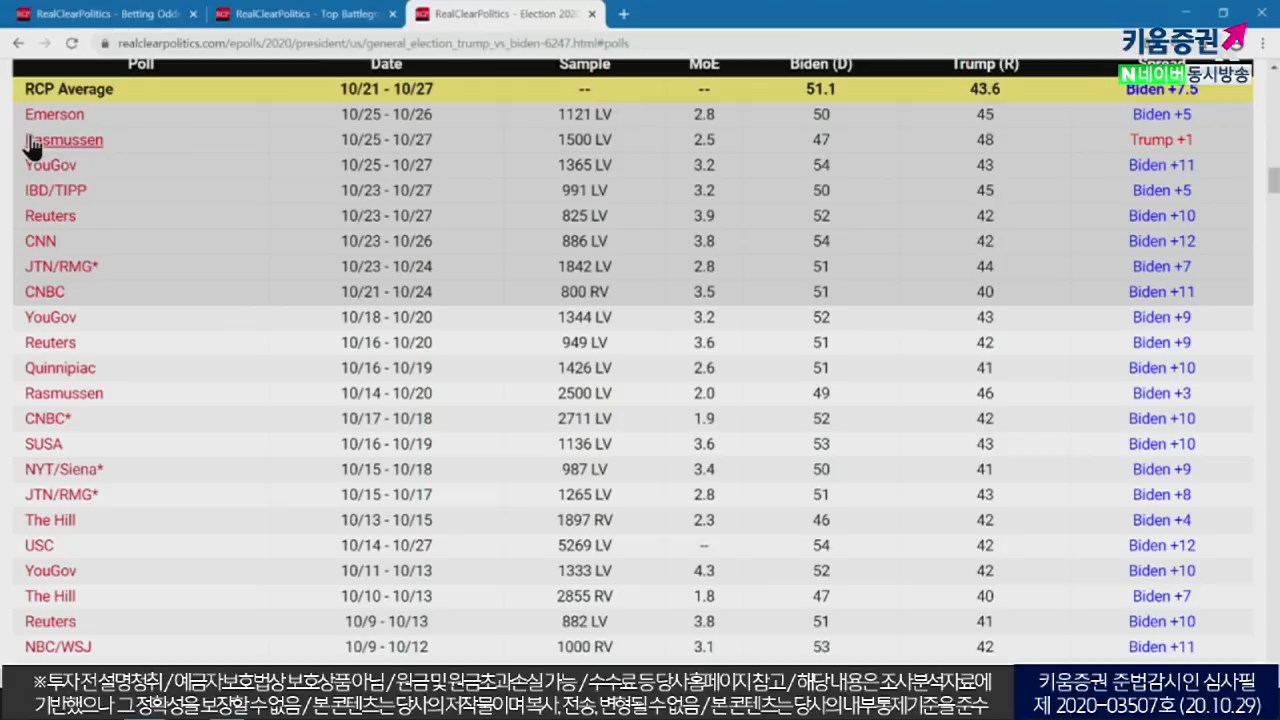 RealClearPolitics - Betting Odd
RealClearPolitics - Top Battlegr
RealClearPolitics - Election 202
realclearpolitics.com/epolls/2020/president/us/general_election_trump_vs_biden-6247.html#polls
키움증권
N 네이버 동시방송
Poll Date Sample MoE Biden (D) Trump (R) Spread
RCP Average 10/21 - 10/27 -- -- 51.1 43.6 Biden +7.5
Emerson 10/25 - 10/26 1121 LV 2.8 50 45 Biden +5
Rasmussen 10/25 - 10/27 1500 LV 2.5 47 48 Trump +1
YouGov 10/25 - 10/27 1365 LV 3.2 54 43 Biden +11
IBD/TIPP 10/23 - 10/27 991 LV 3.2 50 45 Biden +5
Reuters 10/23 - 10/27 825 LV 3.9 52 42 Biden +10
CNN 10/23 - 10/26 886 LV 3.8 54 42 Biden +12
JTN/RMG* 10/23 - 10/24 1842 LV 2.8 51 44 Biden +7
CNBC 10/21 - 10/24 800 RV 3.5 51 40 Biden +11
YouGov 10/18 - 10/20 1344 LV 3.2 52 43 Biden +9
Reuters 10/16 - 10/20 949 LV 3.6 51 42 Biden +9
Quinnipiac 10/16 - 10/19 1426 LV 2.6 51 41 Biden +10
Rasmussen 10/14 - 10/20 2500 LV 2.0 49 46 Biden +3
CNBC* 10/17 - 10/18 2711 LV 1.9 52 42 Biden +10
SUSA 10/16 - 10/19 1136 LV 3.6 53 43 Biden +10
NYT/Siena* 10/15 - 10/18 987 LV 3.4 50 41 Biden +9
JTN/RMG* 10/15 - 10/17 1265 LV 2.8 51 43 Biden +8
The Hill 10/13 - 10/15 1897 RV 2.3 46 42 Biden +4
USC 10/14 - 10/27 5269 LV -- 54 42 Biden +12
YouGov 10/11 - 10/13 1333 LV 4.3 52 42 Biden +10
The Hill 10/10 - 10/13 2855 RV 1.8 47 40 Biden +7
Reuters 10/9 - 10/13 882 LV 3.8 51 41 Biden +10
NBC/WSJ 10/9 - 10/12 1000 RV 3.1 53 42 Biden +11
※ 투자 전 설명청취 / 예금자보호법상 보호상품 아님 / 원금 및 원금초과손실 가능 / 수수료 등 당사홈페이지 참고 / 해당 내용은 조사분석자료에
기반했으나 그 정확성을 보장할 수 없음 / 본 콘텐츠는 당사의 저작물이며 복사, 전송, 변형될 수 없음 / 본 콘텐츠는 당사의 내부통제기준을 준수
키움증권 준법감시인 심사필
제 2020-03507호 (20.10.29)